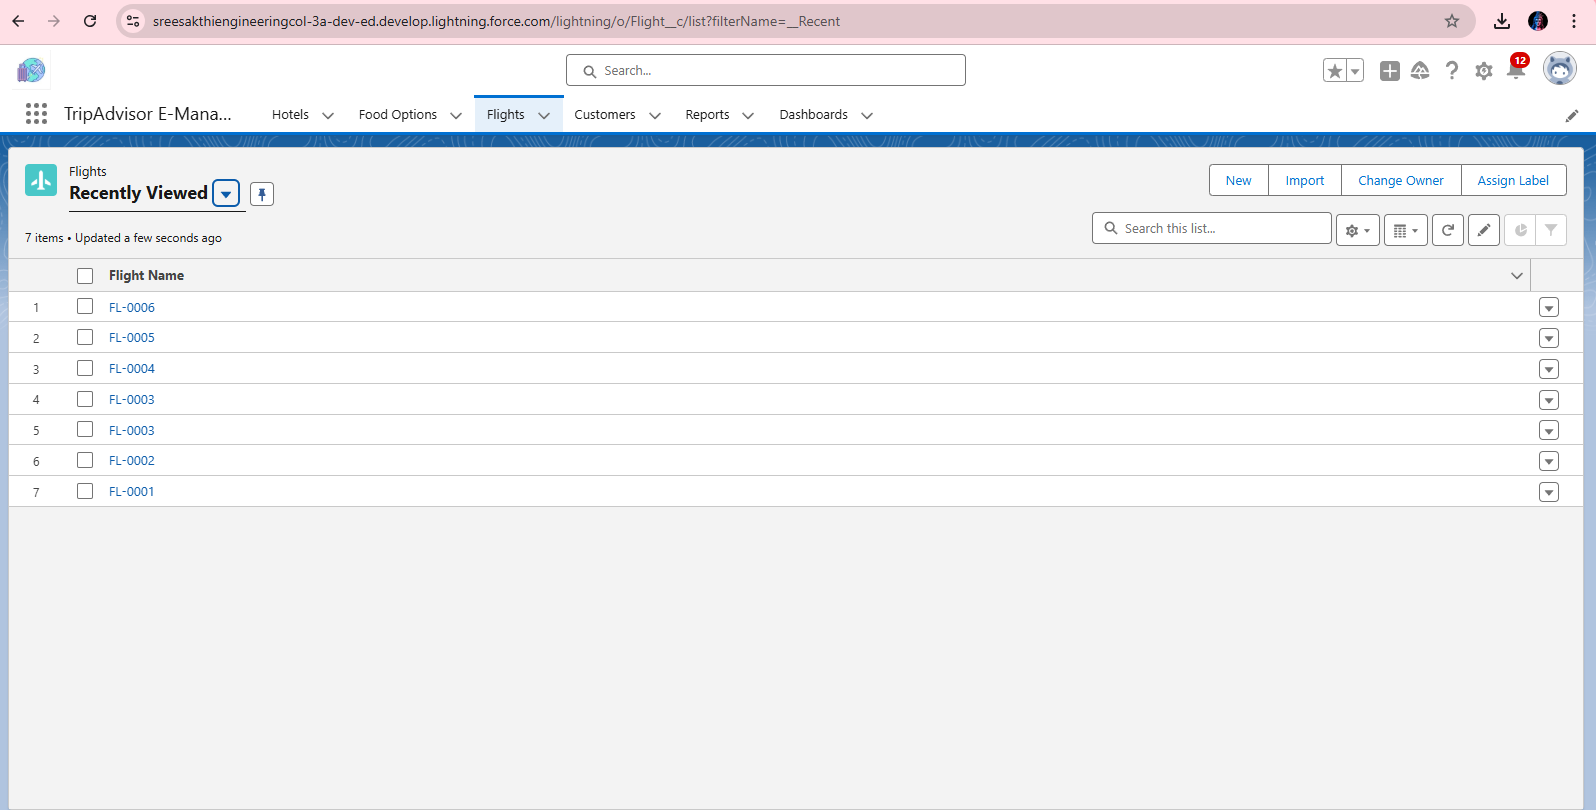 sreesakthiengineeringcol-3a-dev-ed.develop.lightning.force.com/lightning/o/Flight__c/list?filterName=__Recent
Search...
12
TripAdvisor E-Mana... Hotels Food Options Flights Customers Reports Dashboards
Flights
Recently Viewed
New Import Change Owner Assign Label
7 items • Updated a few seconds ago
Search this list...
Flight Name
1 FL-0006
2 FL-0005
3 FL-0004
4 FL-0003
5 FL-0003
6 FL-0002
7 FL-0001